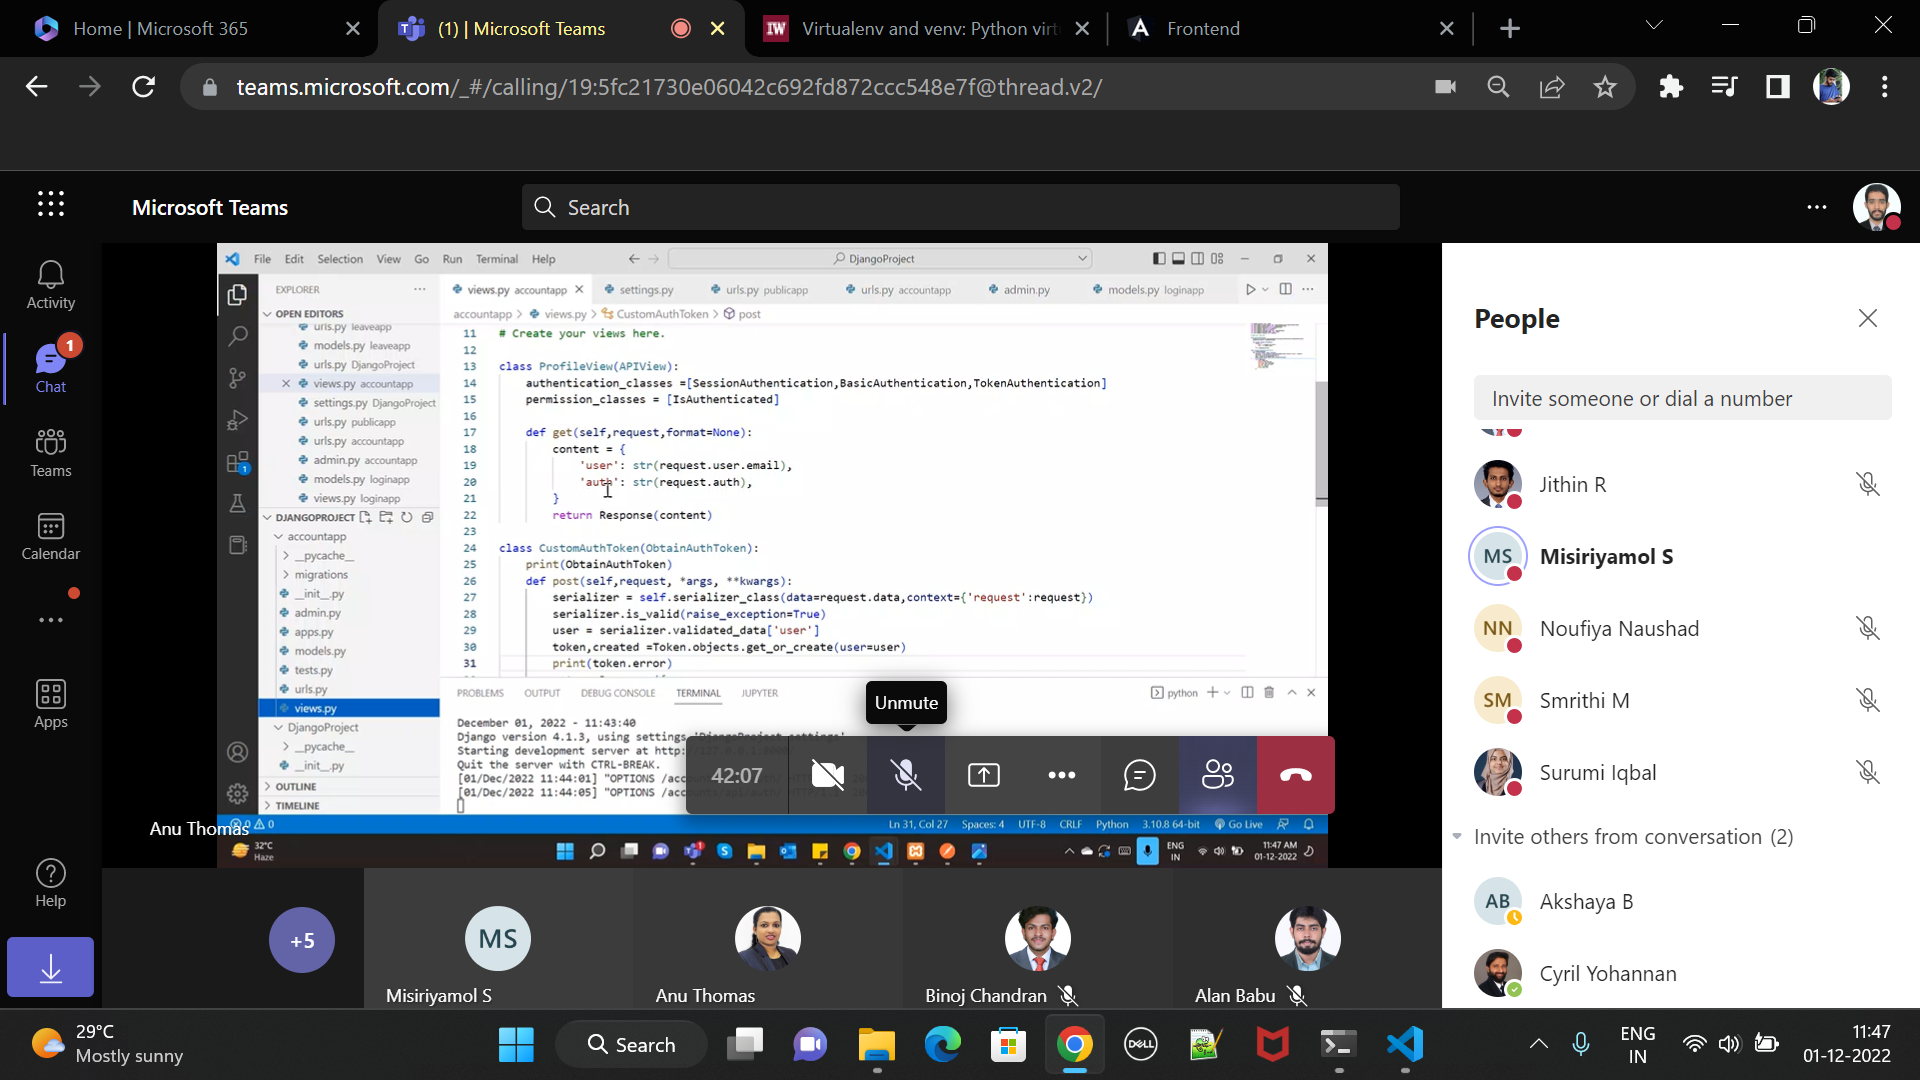 Home | Microsoft 365
(1) | Microsoft Teams
Virtualenv and venv: Python virt
Frontend
teams.microsoft.com/_#/calling/19:5fc21730e06042c692fd872ccc548e7f@thread.v2/
Microsoft Teams
Search
Activity
1
Chat
Teams
Calendar
Apps
Help
File Edit Selection View Go Run Terminal Help
DjangoProject
EXPLORER
views.py accountapp
settings.py
urls.py publicapp
urls.py accountapp
admin.py
models.py loginapp
accountapp > views.py > CustomAuthToken > post
OPEN EDITORS
urls.py leaveapp
models.py leaveapp
urls.py DjangoProject
views.py accountapp
settings.py DjangoProject
urls.py publicapp
urls.py accountapp
admin.py accountapp
models.py loginapp
views.py loginapp
DJANGOPROJECT
accountapp
__pycache__
migrations
__init__.py
admin.py
apps.py
models.py
tests.py
urls.py
views.py
DjangoProject
__pycache__
__init__.py
OUTLINE
TIMELINE
11 # Create your views here.
12
13 class ProfileView(APIView):
14 authentication_classes =[SessionAuthentication,BasicAuthentication,TokenAuthentication]
15 permission_classes = [IsAuthenticated]
16
17 def get(self,request,format=None):
18 content = {
19 'user': str(request.user.email),
20 'auth': str(request.auth),
21 }
22 return Response(content)
23
24 class CustomAuthToken(ObtainAuthToken):
25 print(ObtainAuthToken)
26 def post(self,request, *args, **kwargs):
27 serializer = self.serializer_class(data=request.data,context={'request':request})
28 serializer.is_valid(raise_exception=True)
29 user = serializer.validated_data['user']
30 token,created =Token.objects.get_or_create(user=user)
31 print(token.error)
PROBLEMS OUTPUT DEBUG CONSOLE TERMINAL JUPYTER
python
December 01, 2022 - 11:43:40
Django version 4.1.3, using settings 'DjangoProject.settings'
Starting development server at http:
Quit the server with CTRL-BREAK.
[01/Dec/2022 11:44:01] "OPTIONS /acc
[01/Dec/2022 11:44:05] "OPTIONS /acc
Unmute
42:07
0 0
Ln 31, Col 27 Spaces: 4 UTF-8 CRLF Python 3.10.8 64-bit Go Live
Anu Thomas
32°C
Haze
ENG
IN
11:47 AM
01-12-2022
+5
MS
Misiriyamol S
Anu Thomas
Binoj Chandran
Alan Babu
People
Invite someone or dial a number
Jithin R
MS
Misiriyamol S
NN
Noufiya Naushad
SM
Smrithi M
Surumi Iqbal
Invite others from conversation (2)
AB
Akshaya B
Cyril Yohannan
29°C
Mostly sunny
Search
DELL
ENG
IN
11:47
01-12-2022